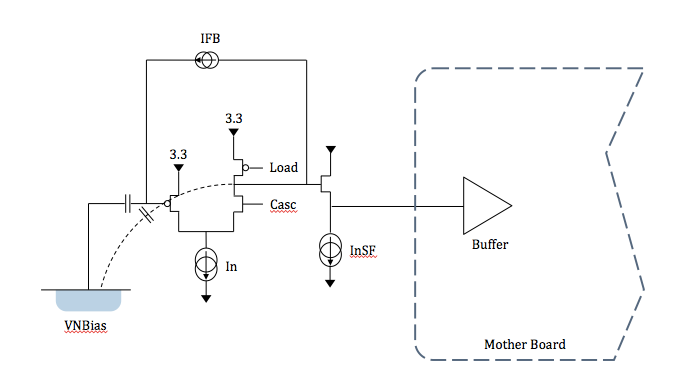 IFB
3.3
3.3
Load
Casc
InSF
In
Buffer
VNBias
Mother Board